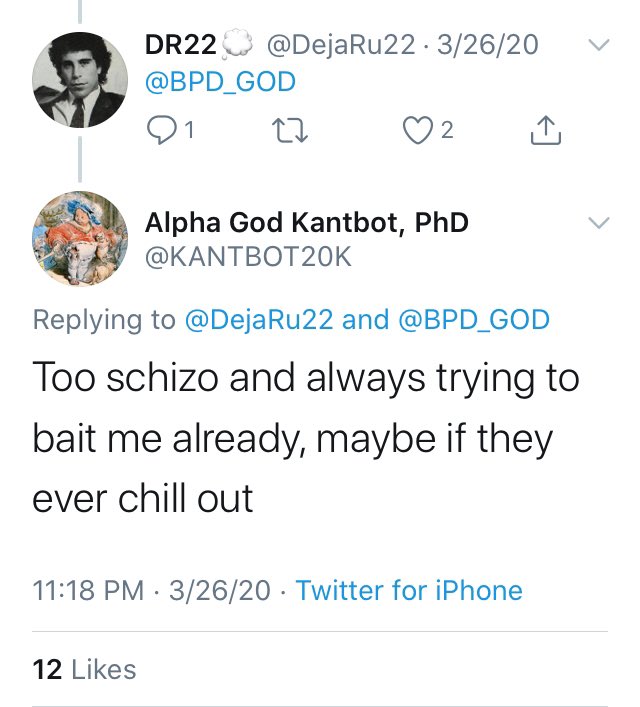 DR22 @DejaRu22 · 3/26/20
@BPD_GOD
1 2
Alpha God Kantbot, PhD
@KANTBOT20K
Replying to @DejaRu22 and @BPD_GOD
Too schizo and always trying to
bait me already, maybe if they
ever chill out
11:18 PM · 3/26/20 · Twitter for iPhone
12 Likes